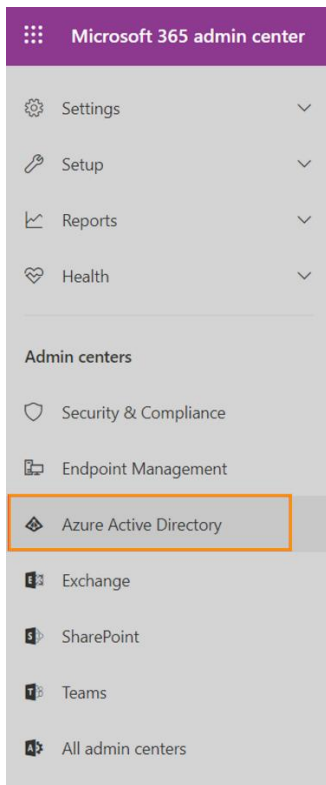 Microsoft 365 admin center
Settings
Setup
Reports
Health
Admin centers
Security & Compliance
Endpoint Management
Azure Active Directory
Exchange
SharePoint
Teams
All admin centers